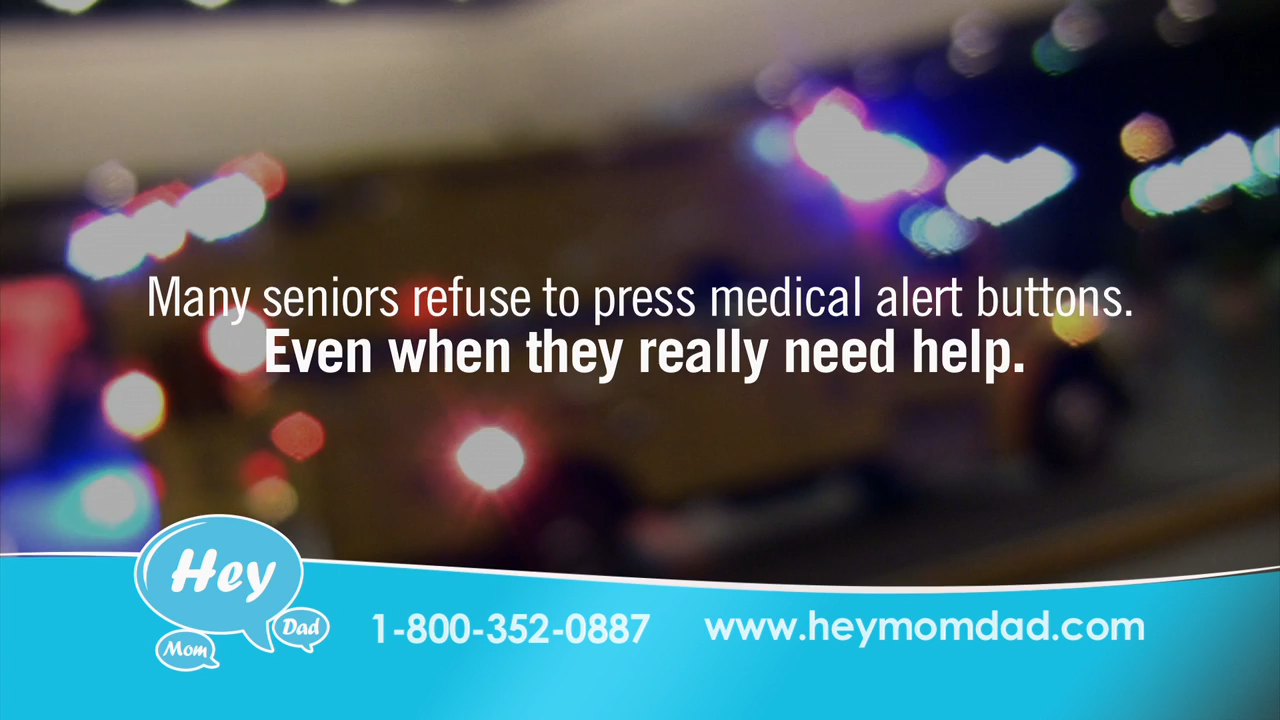 Many seniors refuse to press medical alert buttons.
Even when they really need help.
Hey
Dad
Mom
1-800-352-0887
www.heymomdad.com